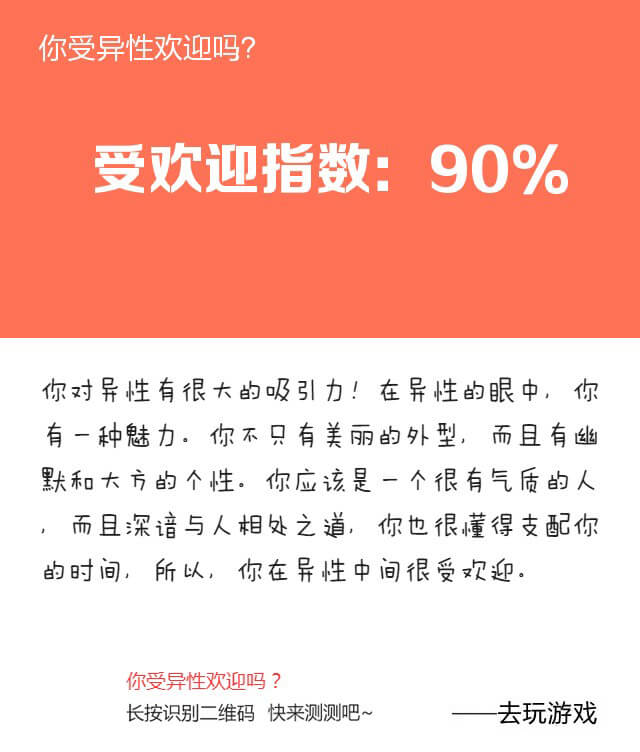 你受异性欢迎吗?
受欢迎指数：90%
你对异性有很大的吸引力！在异性的眼中，你
有一种魅力。你不只有美丽的外型，而且有幽
默和大方的个性。你应该是一个很有气质的人
，而且深谙与人相处之道，你也很懂得支配你
的时间，所以，你在异性中间很受欢迎。
你受异性欢迎吗？
长按识别二维码 快来测测吧~
——去玩游戏